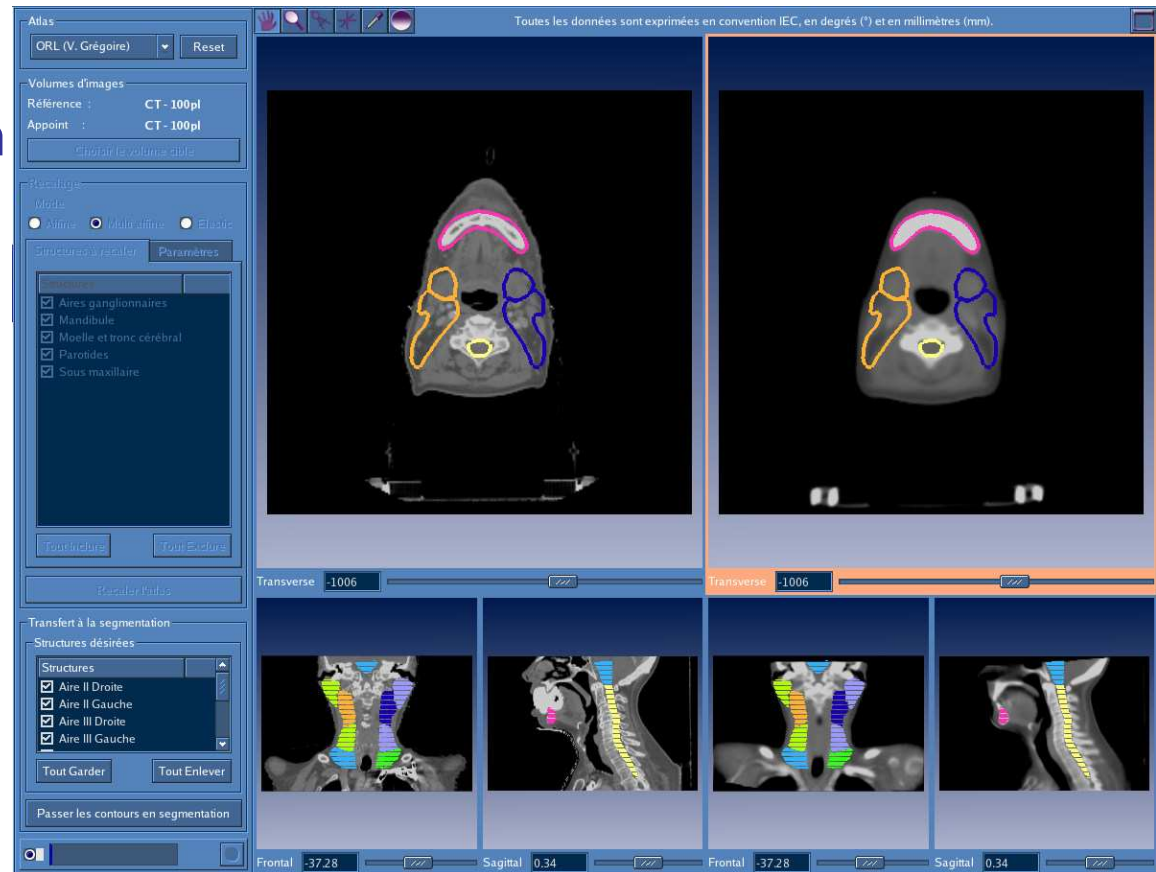 Atlas
ORL (V. Grégoire)
Reset
Volumes d'images
Référence : CT - 100pl
Appoint : CT - 100pl
Choisir le volume cible
Recalage
Mode
Affine Multi affine Elastic
Structures à recaler Paramètres
Structures
Aires ganglionnaires
Mandibule
Moelle et tronc cérébral
Parotides
Sous maxillaire
Tout Inclure Tout Exclure
Recaler l'atlas
Transfert à la segmentation
Structures désirées
Structures
Aire II Droite
Aire II Gauche
Aire III Droite
Aire III Gauche
Tout Garder Tout Enlever
Passer les contours en segmentation
Toutes les données sont exprimées en convention IEC, en degrés (°) et en millimètres (mm).
Transverse -1006
Transverse -1006
Frontal -37.28 Sagittal 0.34 Frontal -37.28 Sagittal 0.34